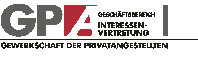 GPA GESCHÄFTSBEREICH
INTERESSEN-
VERTRETUNG
GEWERKSCHAFT DER PRIVATANGESTELLTEN